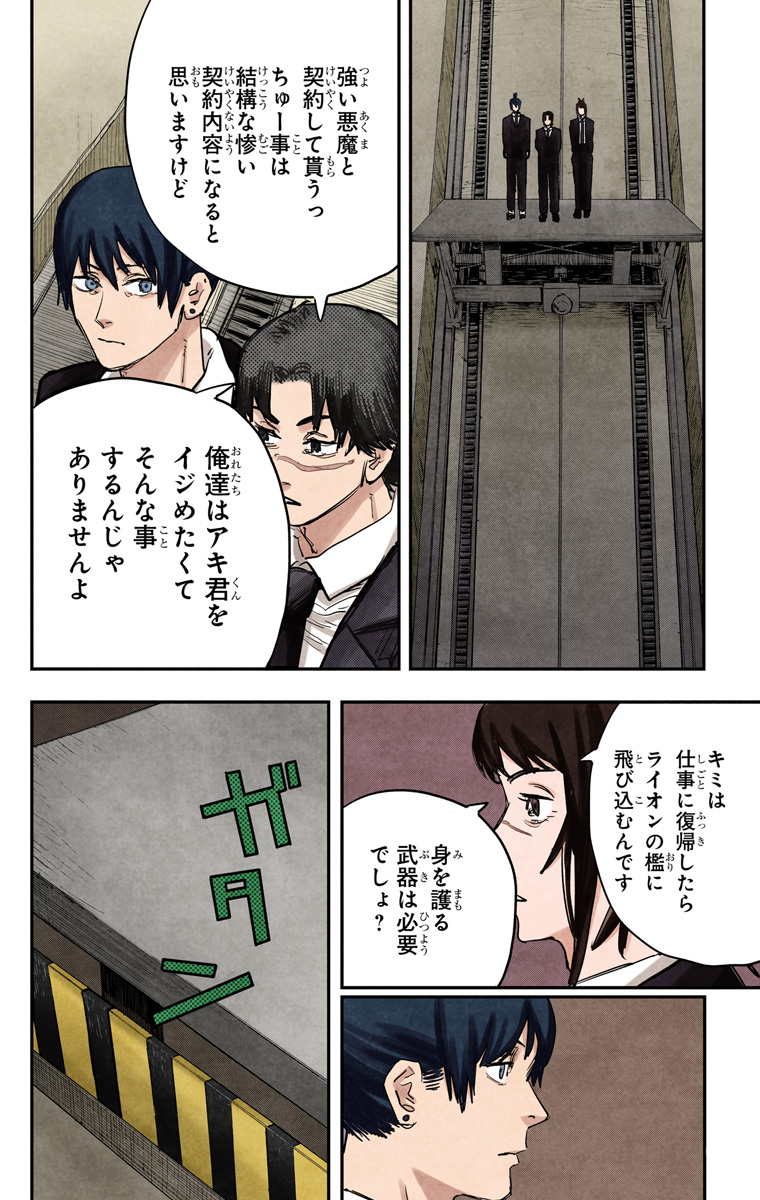 強い悪魔と
契約して貰うっ
ちゅー事は
結構な惨い
契約内容になると
思いますけど
俺達はアキ君を
イジめたくて
そんな事
するんじゃ
ありませんよ
キミは
仕事に復帰したら
ライオンの檻に
飛び込むんです
身を護る
武器は必要
でしょ?
ガタン